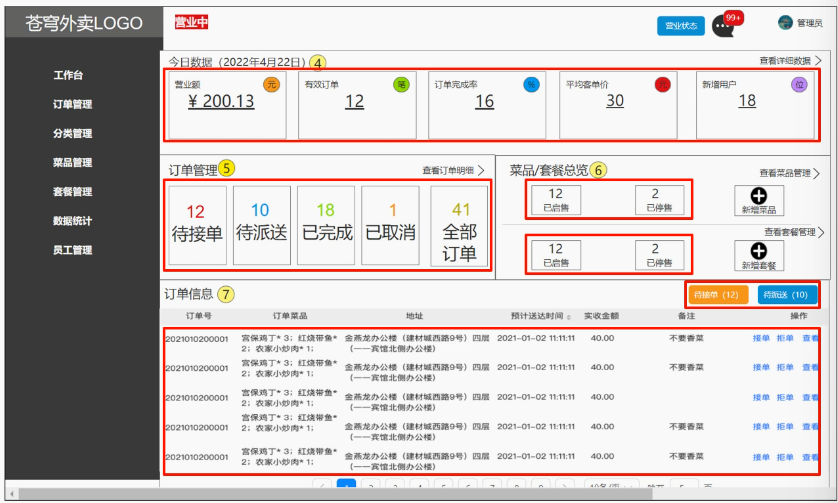 苍穹外卖LOGO
营业中
营业状态
99+
管理员
工作台
订单管理
分类管理
菜品管理
套餐管理
数据统计
员工管理
今日数据（2022年4月22日） 4
查看详细数据 >
营业额 元
¥ 200.13
有效订单 笔
12
订单完成率 %
16
平均客单价 元
30
新增用户 位
18
订单管理 5
查看订单明细 >
12
待接单
10
待派送
18
已完成
1
已取消
41
全部
订单
菜品/套餐总览 6
查看菜品管理 >
12
已启售
2
已停售
新增菜品
查看套餐管理 >
12
已启售
2
已停售
新增套餐
订单信息 7
待接单（12） 待派送（10）
订单号 订单菜品 地址 预计送达时间 实收金额 备注 操作
2021010200001 宫保鸡丁* 3； 红烧带鱼* 2； 农家小炒肉* 1； 金燕龙办公楼（建材城西路9号）四层（一一宾馆北侧办公楼） 2021-01-02 11:11:11 40.00 不要香菜 接单 拒单 查看
2021010200001 宫保鸡丁* 3； 红烧带鱼* 2； 农家小炒肉* 1； 金燕龙办公楼（建材城西路9号）四层（一一宾馆北侧办公楼） 2021-01-02 11:11:11 40.00 不要香菜 接单 拒单 查看
2021010200001 宫保鸡丁* 3； 红烧带鱼* 2； 农家小炒肉* 1； 金燕龙办公楼（建材城西路9号）四层（一一宾馆北侧办公楼） 2021-01-02 11:11:11 40.00 接单 拒单 查看
2021010200001 宫保鸡丁* 3； 红烧带鱼* 2； 农家小炒肉* 1； 金燕龙办公楼（建材城西路9号）四层（一一宾馆北侧办公楼） 2021-01-02 11:11:11 40.00 不要香菜 接单 拒单 查看
2021010200001 宫保鸡丁* 3； 红烧带鱼* 2； 农家小炒肉* 1； 金燕龙办公楼（建材城西路9号）四层（一一宾馆北侧办公楼） 2021-01-02 11:11:11 40.00 不要香菜 接单 拒单 查看